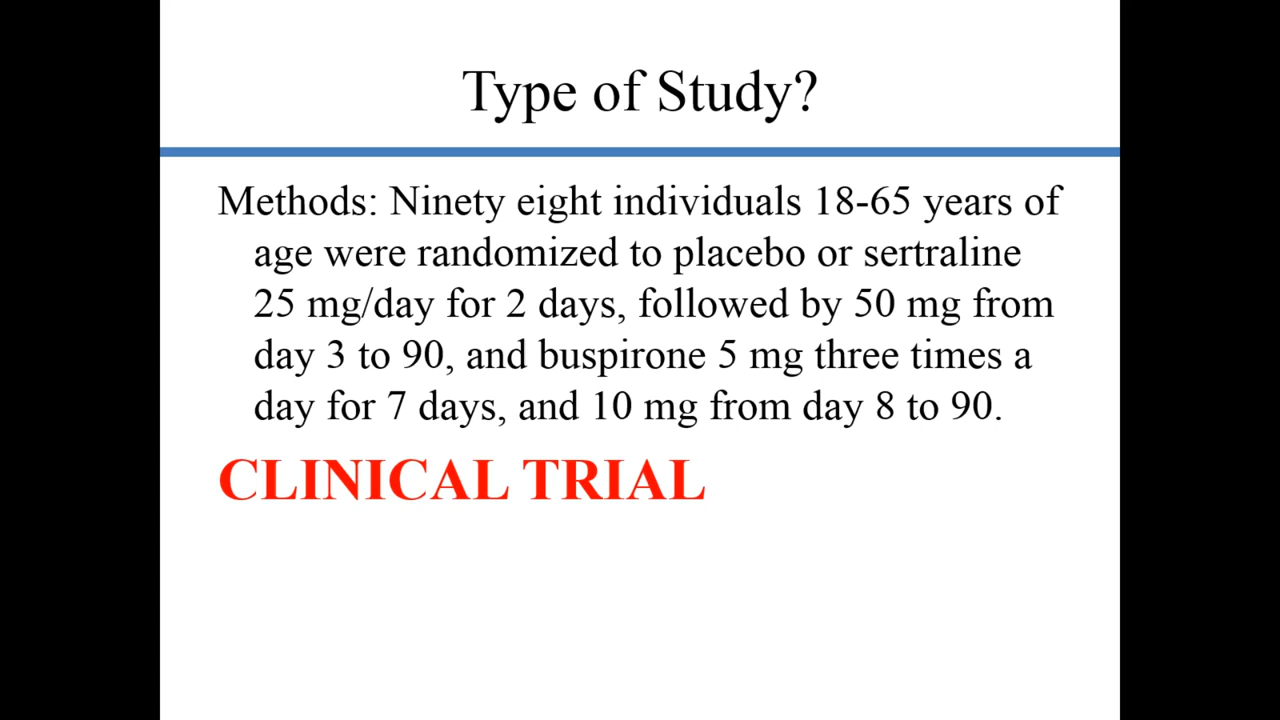 Type of Study?
Methods: Ninety eight individuals 18-65 years of
age were randomized to placebo or sertraline
25 mg/day for 2 days, followed by 50 mg from
day 3 to 90, and buspirone 5 mg three times a
day for 7 days, and 10 mg from day 8 to 90.
CLINICAL TRIAL